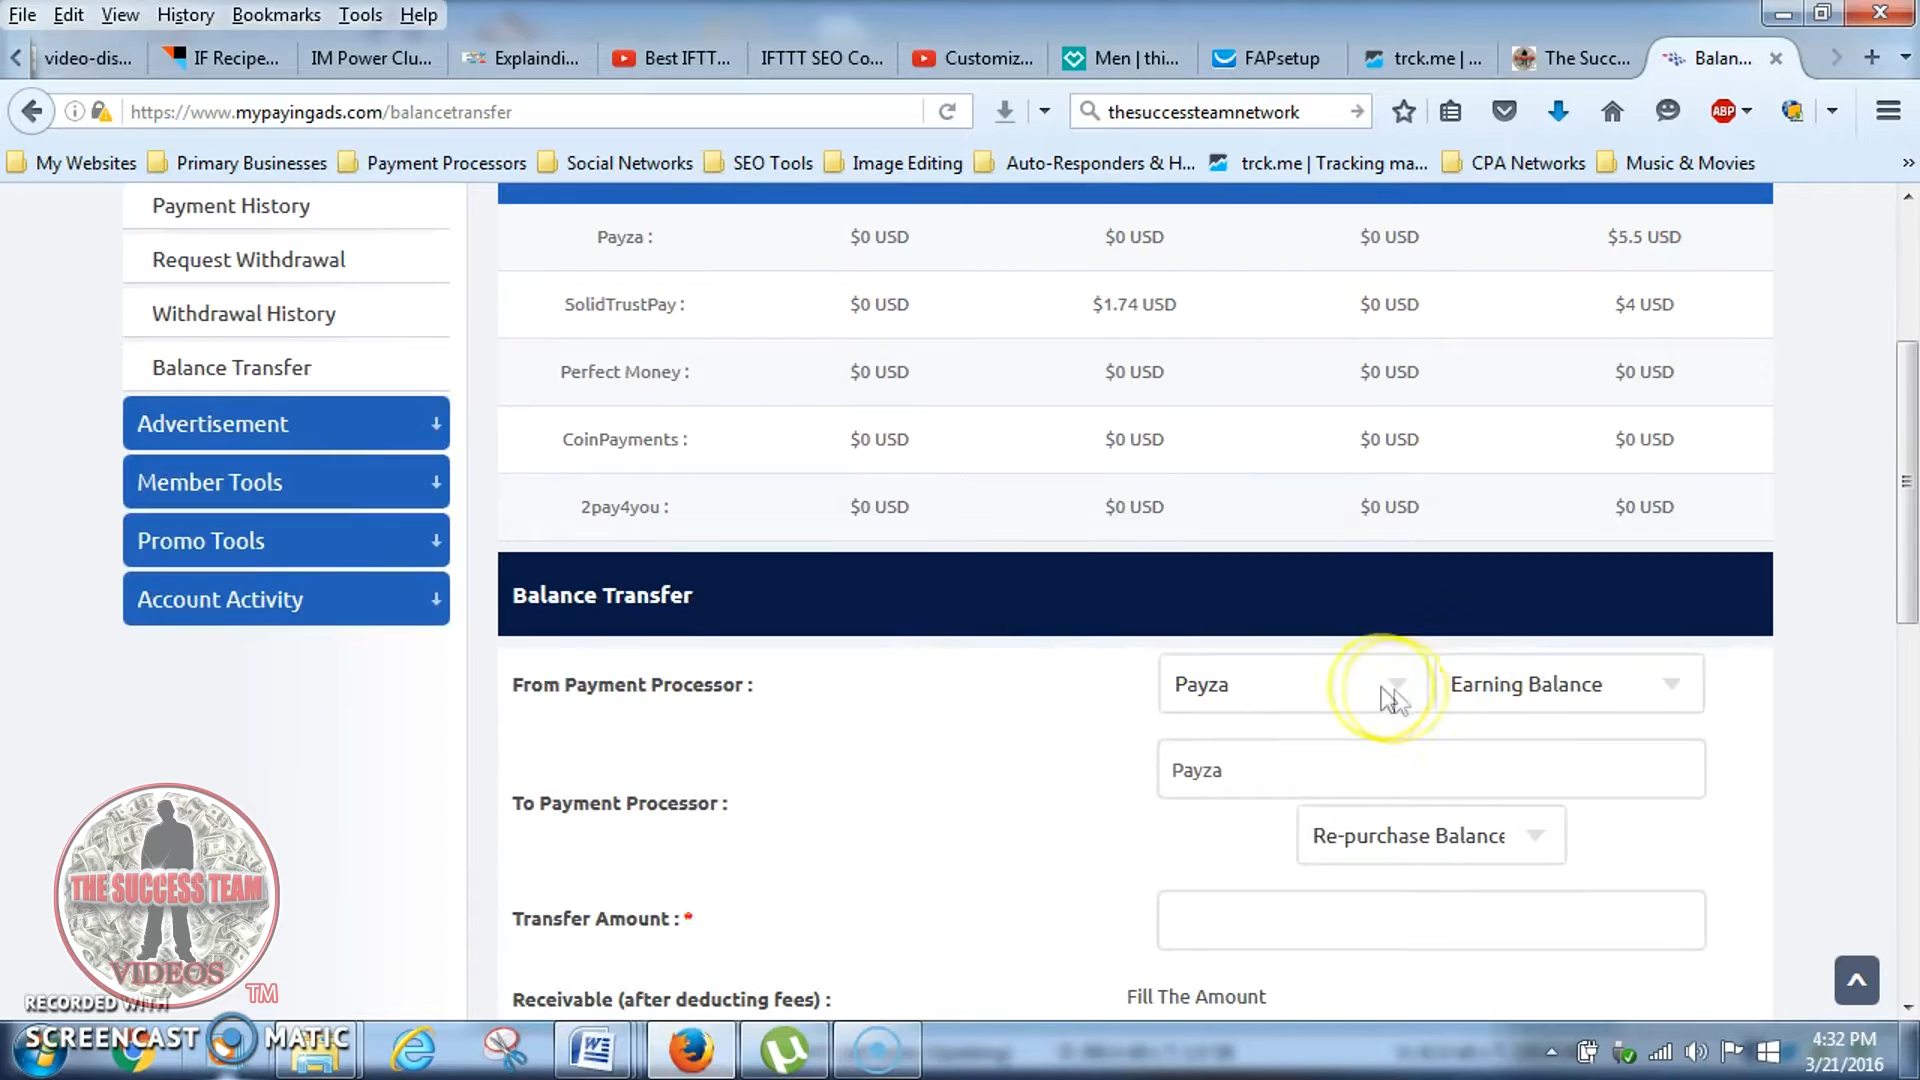 File Edit View History Bookmarks Tools Help
video-dis... IF Recipe... IM Power Clu... Explaindi... Best IFTT... IFTTT SEO Co... Customiz... Men | thi... FAPsetup trck.me | ... The Succ... Balan...
https://www.mypayingads.com/balancetransfer thesuccessteamnetwork ABP
My Websites Primary Businesses Payment Processors Social Networks SEO Tools Image Editing Auto-Responders & H... trck.me | Tracking ma... CPA Networks Music & Movies »
Payment History
Request Withdrawal
Withdrawal History
Balance Transfer
Advertisement
Member Tools
Promo Tools
Account Activity
Payza : $0 USD $0 USD $0 USD $5.5 USD
SolidTrustPay : $0 USD $1.74 USD $0 USD $4 USD
Perfect Money : $0 USD $0 USD $0 USD $0 USD
CoinPayments : $0 USD $0 USD $0 USD $0 USD
2pay4you : $0 USD $0 USD $0 USD $0 USD
Balance Transfer
From Payment Processor : Payza Earning Balance
To Payment Processor : Payza
Re-purchase Balance
Transfer Amount : *
Receivable (after deducting fees) : Fill The Amount
THE SUCCESS TEAM
VIDEOS
TM
RECORDED WITH
SCREENCAST MATIC
4:32 PM
3/21/2016